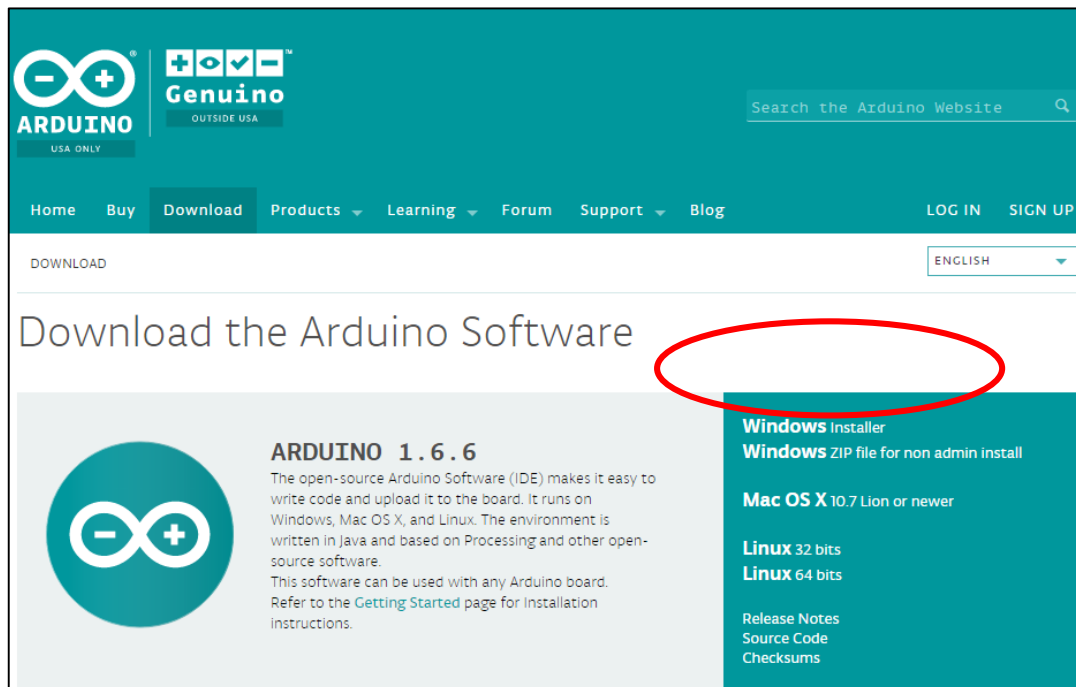 ARDUINO
USA ONLY
Genuino
OUTSIDE USA
Search the Arduino Website
Home Buy Download Products Learning Forum Support Blog LOG IN SIGN UP
DOWNLOAD
ENGLISH
Download the Arduino Software
ARDUINO 1.6.6
The open-source Arduino Software (IDE) makes it easy to
write code and upload it to the board. It runs on
Windows, Mac OS X, and Linux. The environment is
written in Java and based on Processing and other open-
source software.
This software can be used with any Arduino board.
Refer to the Getting Started page for Installation
instructions.
Windows Installer
Windows ZIP file for non admin install
Mac OS X 10.7 Lion or newer
Linux 32 bits
Linux 64 bits
Release Notes
Source Code
Checksums